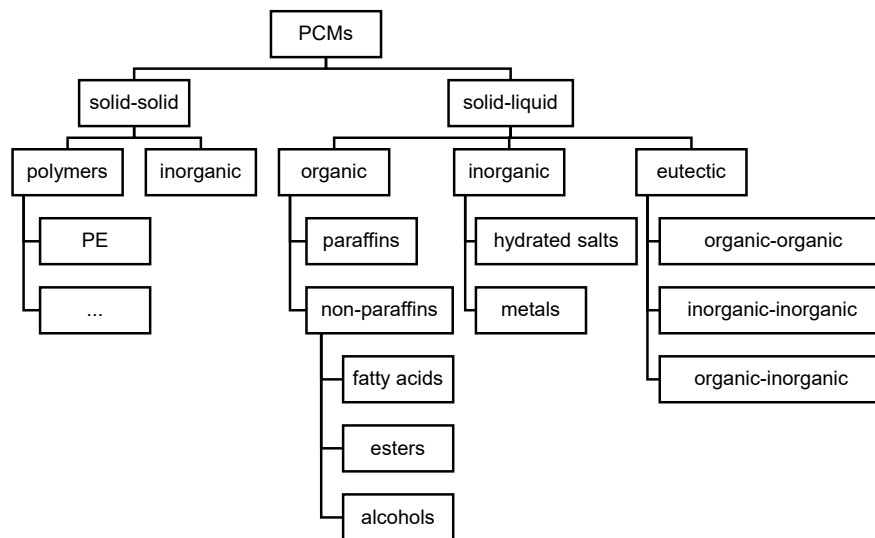 PCMs
solid-solid
solid-liquid
polymers
inorganic
organic
inorganic
eutectic
PE
paraffins
hydrated salts
organic-organic
...
non-paraffins
metals
inorganic-inorganic
fatty acids
organic-inorganic
esters
alcohols